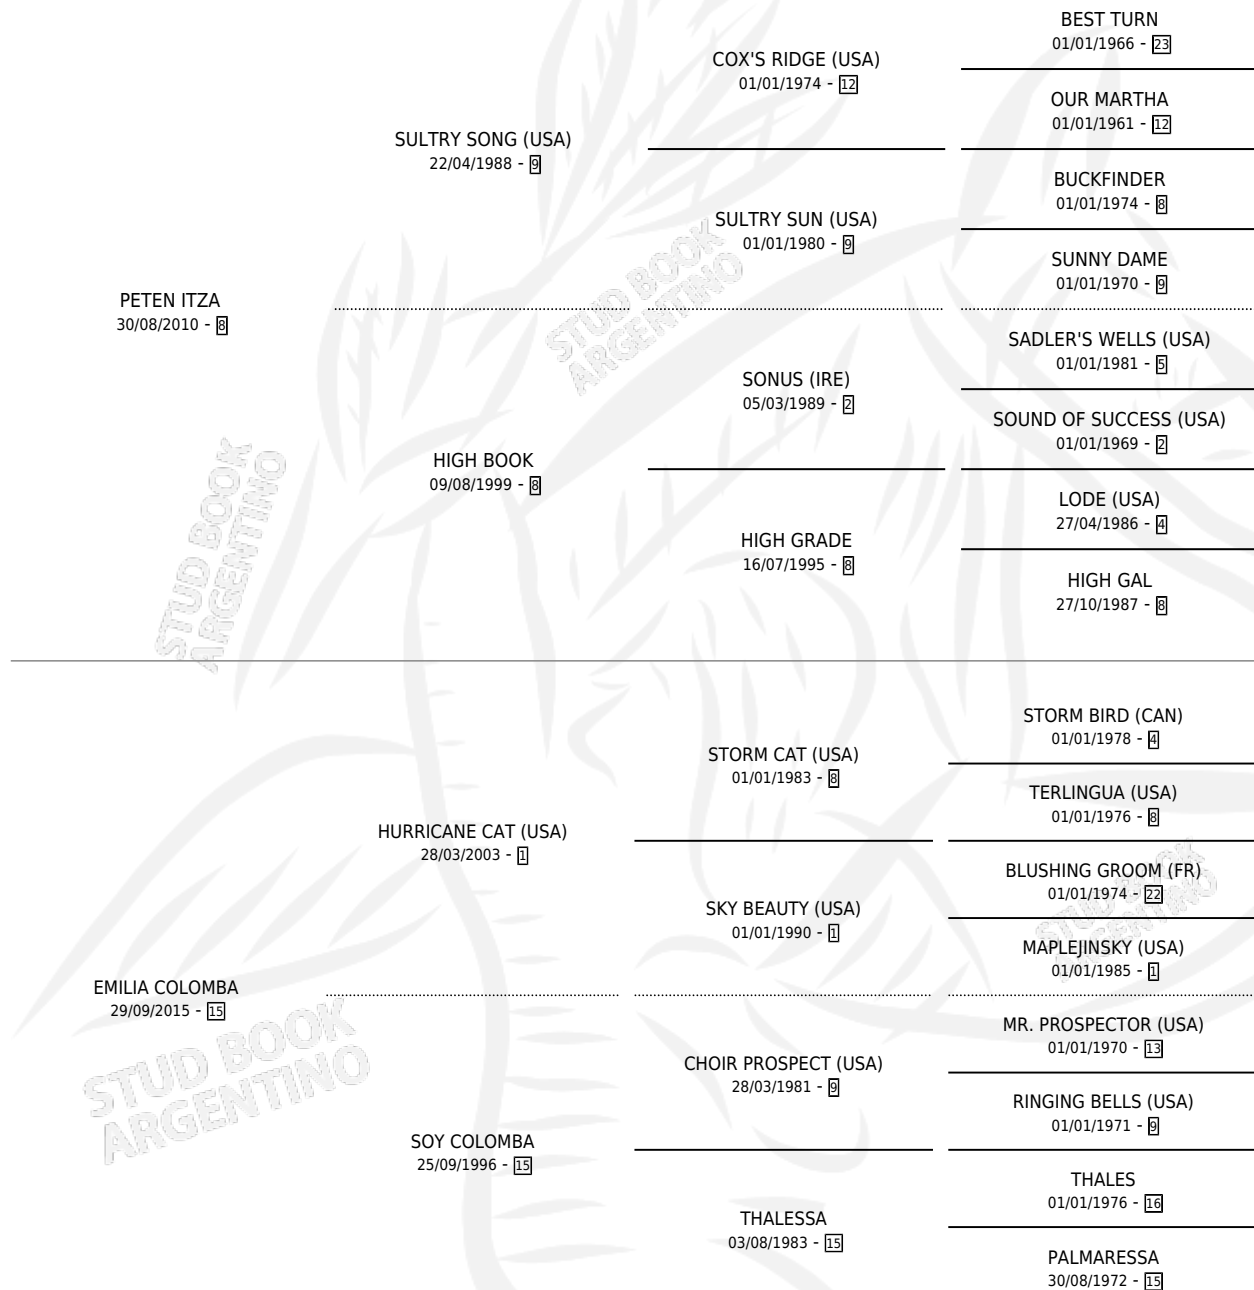 BEST TURN
01/01/1966 - 23
COX'S RIDGE (USA)
01/01/1974 - 12
OUR MARTHA
01/01/1961 - 12
SULTRY SONG (USA)
22/04/1988 - 9
BUCKFINDER
01/01/1974 - 8
SULTRY SUN (USA)
01/01/1980 - 9
SUNNY DAME
01/01/1970 - 9
PETEN ITZA
30/08/2010 - 8
STUD BOOK
ARGENTINO
SADLER'S WELLS (USA)
01/01/1981 - 5
SONUS (IRE)
05/03/1989 - 2
SOUND OF SUCCESS (USA)
01/01/1969 - 2
HIGH BOOK
09/08/1999 - 8
LODE (USA)
27/04/1986 - 4
HIGH GRADE
16/07/1995 - 8
HIGH GAL
27/10/1987 - 8
STUD BOOK
ARGENTINO
STORM BIRD (CAN)
01/01/1978 - 4
STORM CAT (USA)
01/01/1983 - 8
TERLINGUA (USA)
01/01/1976 - 8
HURRICANE CAT (USA)
28/03/2003 - 1
BLUSHING GROOM (FR)
01/01/1974 - 22
SKY BEAUTY (USA)
01/01/1990 - 1
STUD BOOK
ARGENTINO
MAPLEJINSKY (USA)
01/01/1985 - 1
EMILIA COLOMBA
29/09/2015 - 15
MR. PROSPECTOR (USA)
01/01/1970 - 13
STUD BOOK
ARGENTINO
CHOIR PROSPECT (USA)
28/03/1981 - 9
RINGING BELLS (USA)
01/01/1971 - 9
SOY COLOMBA
25/09/1996 - 15
THALES
01/01/1976 - 16
THALESSA
03/08/1983 - 15
PALMARESSA
30/08/1972 - 15